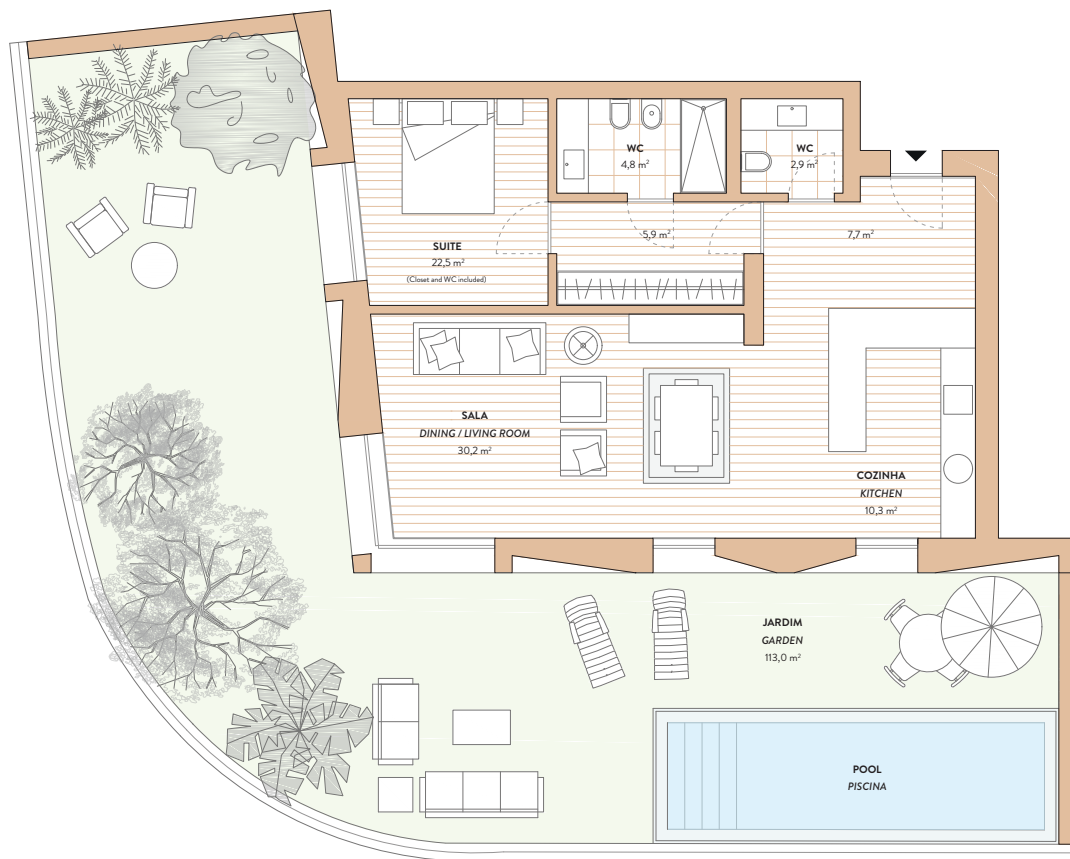 WC
4,8 m²
WC
2,9 m²
5,9 m²
7,7 m²
SUITE
22,5 m²
(Closet and WC included)
SALA
DINING / LIVING ROOM
30,2 m²
COZINHA
KITCHEN
10,3 m²
JARDIM
GARDEN
113,0 m²
POOL
PISCINA